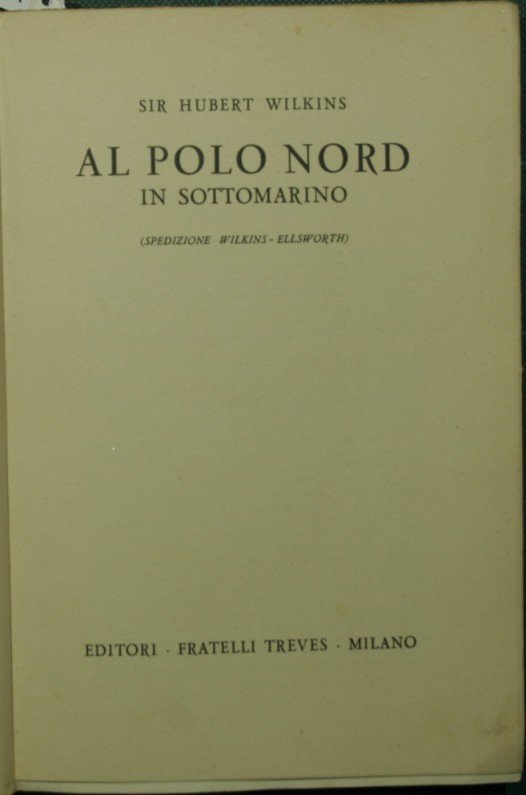 SIR HUBERT WILKINS
AL POLO NORD
IN SOTTOMARINO
(SPEDIZIONE WILKINS - ELLSWORTH)
EDITORI · FRATELLI TREVES · MILANO